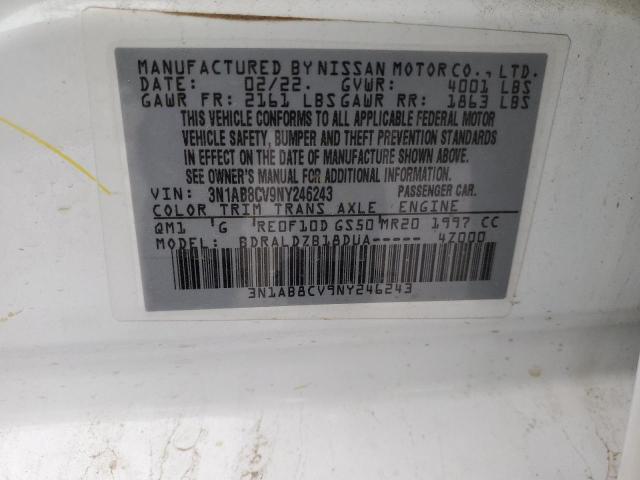 MANUFACTURED BY NISSAN MOTOR CO., LTD.
DATE: 02/22. GVWR: 4001 LBS
GAWR FR: 2161 LBS GAWR RR: 1863 LBS
THIS VEHICLE CONFORMS TO ALL APPLICABLE FEDERAL MOTOR
VEHICLE SAFETY, BUMPER AND THEFT PREVENTION STANDARDS
IN EFFECT ON THE DATE OF MANUFACTURE SHOWN ABOVE.
SEE OWNER'S MANUAL FOR ADDITIONAL INFORMATION.
VIN: 3N1AB8CV9NY246243 PASSENGER CAR.
COLOR TRIM TRANS AXLE ENGINE
QM1 G RE0F10D GS50 MR20 1997 CC
MODEL: BDRALDZB18DUA----- 4Z000
3N1AB8CV9NY246243